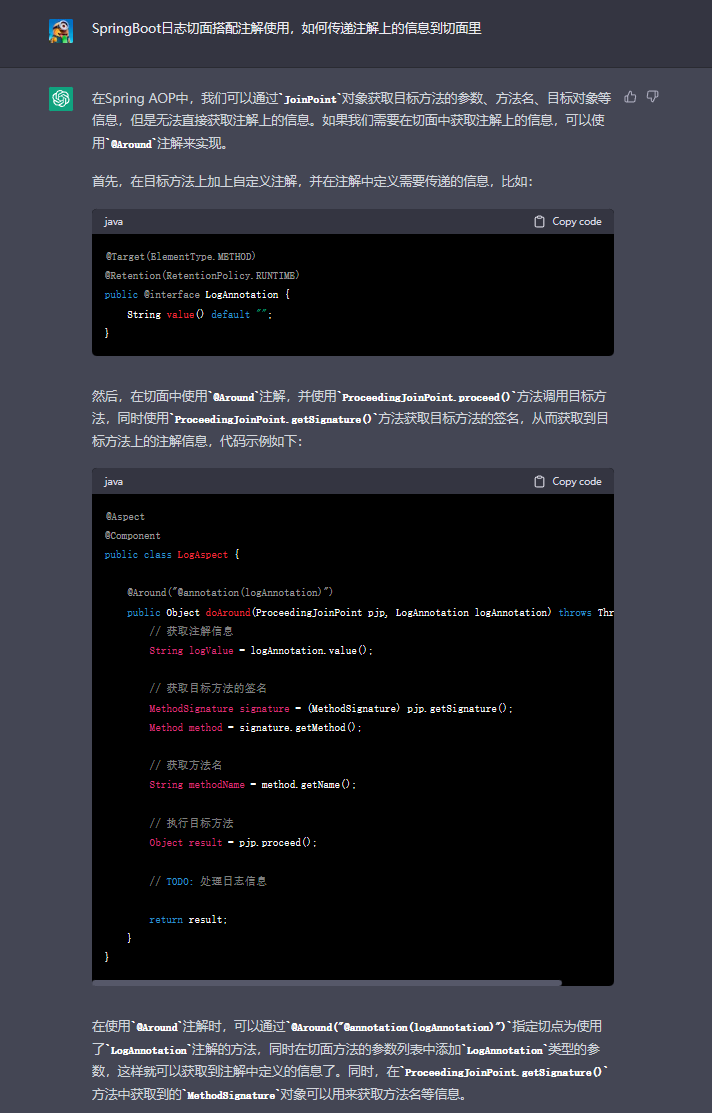 SpringBoot日志切面搭配注解使用，如何传递注解上的信息到切面里
在Spring AOP中，我们可以通过`JoinPoint`对象获取目标方法的参数、方法名、目标对象等
信息，但是无法直接获取注解上的信息。如果我们需要在切面中获取注解上的信息，可以使
用`@Around`注解来实现。
首先，在目标方法上加上自定义注解，并在注解中定义需要传递的信息，比如：
java Copy code
@Target(ElementType.METHOD)
@Retention(RetentionPolicy.RUNTIME)
public @interface LogAnnotation {
    String value() default "";
}
然后，在切面中使用`@Around`注解，并使用`ProceedingJoinPoint.proceed()`方法调用目标方
法，同时使用`ProceedingJoinPoint.getSignature()`方法获取目标方法的签名，从而获取到目
标方法上的注解信息，代码示例如下：
java Copy code
@Aspect
@Component
public class LogAspect {
    @Around("@annotation(logAnnotation)")
    public Object doAround(ProceedingJoinPoint pjp, LogAnnotation logAnnotation) throws Thr
        // 获取注解信息
        String logValue = logAnnotation.value();
        // 获取目标方法的签名
        MethodSignature signature = (MethodSignature) pjp.getSignature();
        Method method = signature.getMethod();
        // 获取方法名
        String methodName = method.getName();
        // 执行目标方法
        Object result = pjp.proceed();
        // TODO: 处理日志信息
        return result;
    }
}
在使用`@Around`注解时，可以通过`@Around("@annotation(logAnnotation)")`指定切点为使用
了`LogAnnotation`注解的方法，同时在切面方法的参数列表中添加`LogAnnotation`类型的参
数，这样就可以获取到注解中定义的信息了。同时，在`ProceedingJoinPoint.getSignature()`
方法中获取到的`MethodSignature`对象可以用来获取方法名等信息。